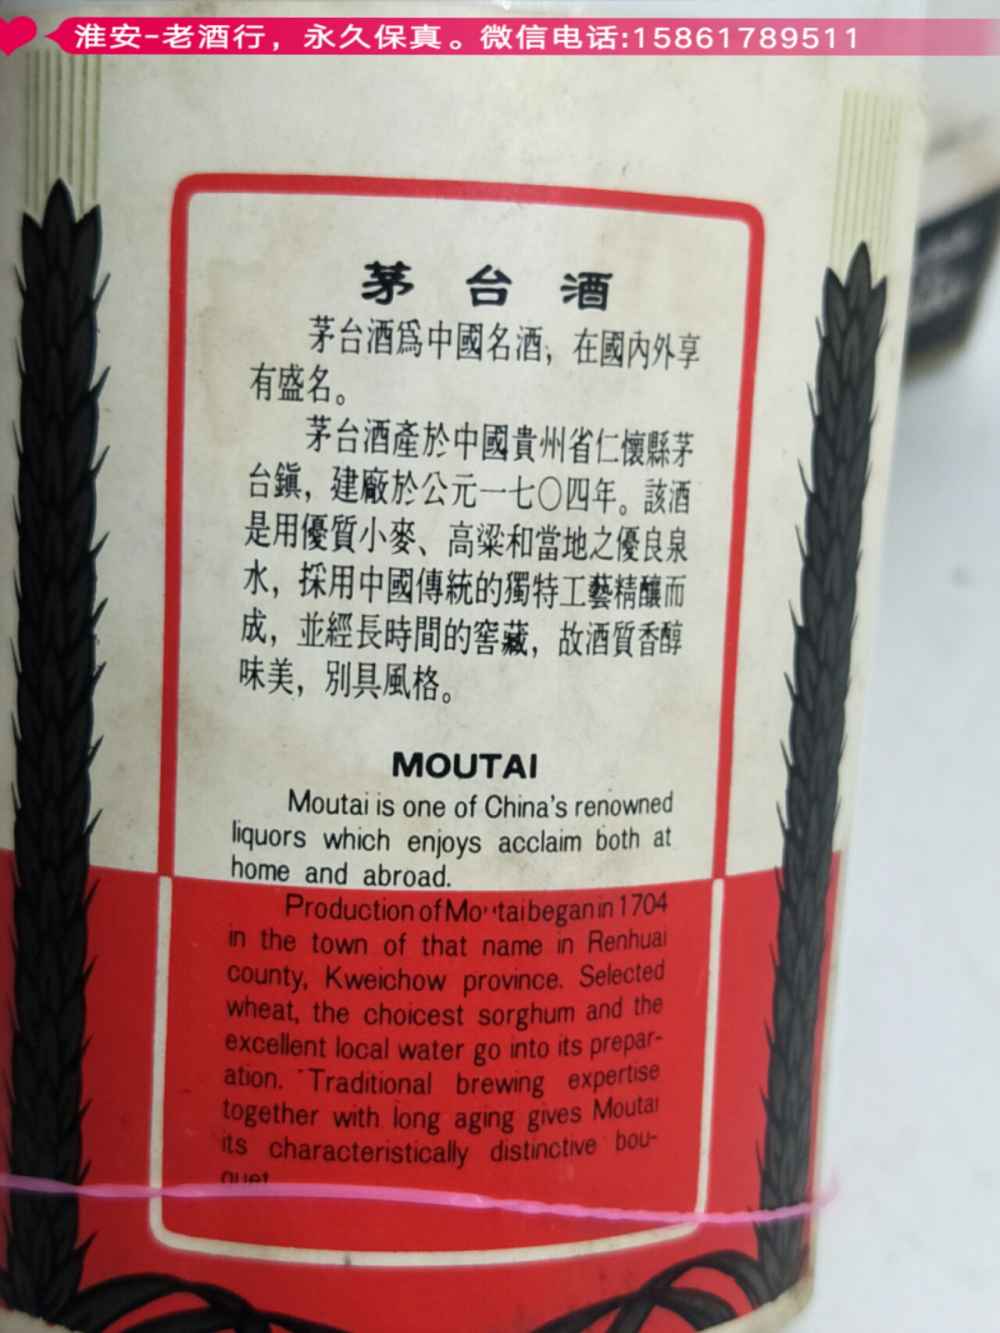 淮安-老酒行，永久保真。微信电话:15861789511
茅台酒
茅台酒爲中國名酒，在國內外享
有盛名。
茅台酒產於中國貴州省仁懷縣茅
台鎭，建廠於公元一七〇四年。該酒
是用優質小麥、高粱和當地之優良泉
水，採用中國傳統的獨特工藝精釀而
成，並經長時間的窖藏，故酒質香醇
味美，別具風格。
MOUTAI
Moutai is one of China's renowned
liquors which enjoys acclaim both at
home and abroad.
Production of Moutai began in 1704
in the town of that name in Renhuai
county, Kweichow province. Selected
wheat, the choicest sorghum and the
excellent local water go into its prepar-
ation. Traditional brewing expertise
together with long aging gives Moutai
its characteristically distinctive bou-
quet